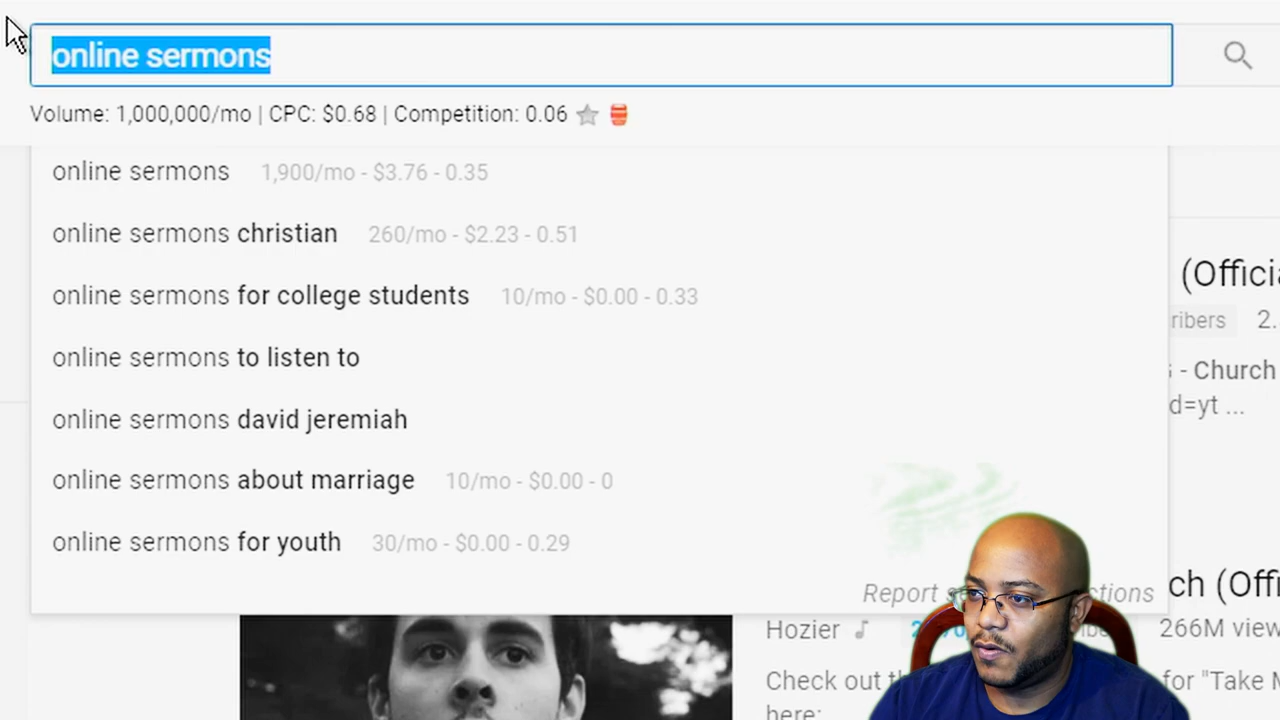 online sermons
Volume: 1,000,000/mo | CPC: $0.68 | Competition: 0.06
online sermons 1,900/mo - $3.76 - 0.35
online sermons christian 260/mo - $2.23 - 0.51
online sermons for college students 10/mo - $0.00 - 0.33
online sermons to listen to
online sermons david jeremiah
online sermons about marriage 10/mo - $0.00 - 0
online sermons for youth 30/mo - $0.00 - 0.29
Report
(Officia
ribers 2.
- Church
d=yt ...
ch (Offi
Hozier 266M view
Check out th for "Take M
here: